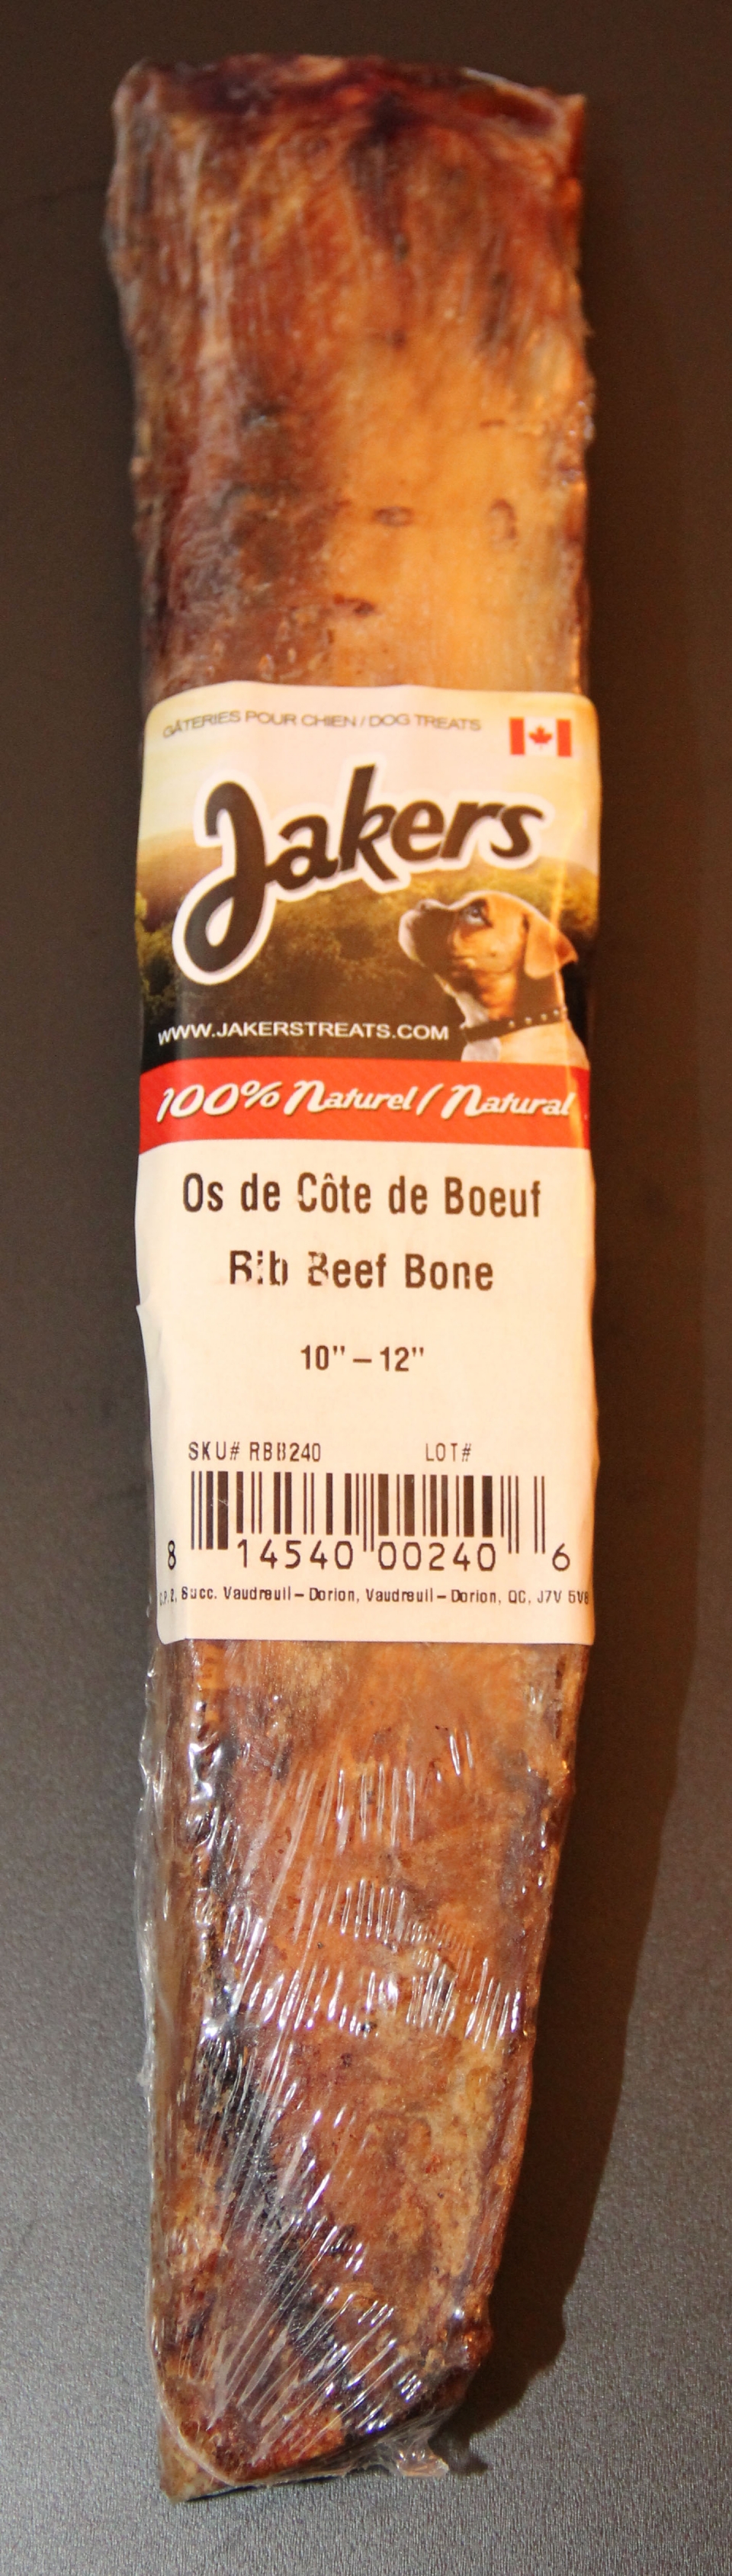 GÂTERIES POUR CHIEN / DOG TREATS
Jakers
WWW.JAKERSTREATS.COM
100% Naturel / Natural
Os de Côte de Boeuf
Rib Beef Bone
10" – 12"
SKU# RBB240 LOT#
8 14540 00240 6
C.P. 2, Succ. Vaudreuil – Dorion, Vaudreuil – Dorion, QC, J7V